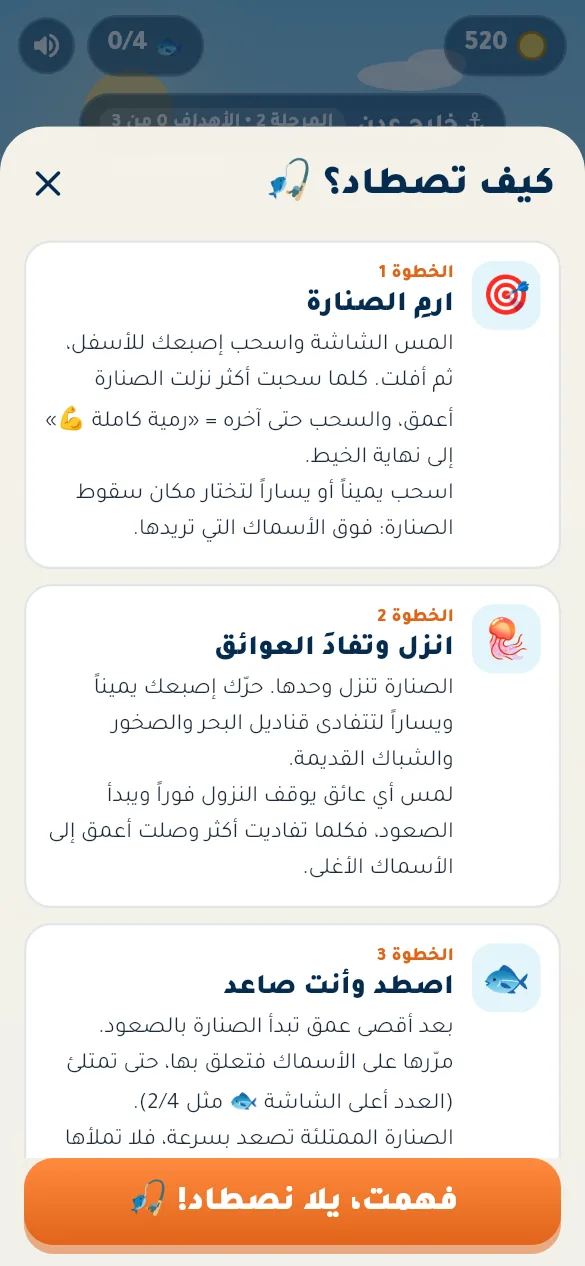 520
0/4
⚓ خليج عدن
المرحلة 2 • الأهداف 0 من 3
كيف تصطاد؟ 🎣
الخطوة 1
ارمِ الصنارة
المس الشاشة واسحب إصبعك للأسفل،
ثم أفلت. كلما سحبت أكثر نزلت الصنارة
أعمق، والسحب حتى آخره = «رمية كاملة 💪»
إلى نهاية الخيط.
اسحب يميناً أو يساراً لتختار مكان سقوط
الصنارة: فوق الأسماك التي تريدها.
الخطوة 2
انزل وتفادَ العوائق
الصنارة تنزل وحدها. حرّك إصبعك يميناً
ويساراً لتتفادى قناديل البحر والصخور
والشباك القديمة.
لمس أي عائق يوقف النزول فوراً ويبدأ
الصعود، فكلما تفاديت أكثر وصلت أعمق إلى
الأسماك الأغلى.
الخطوة 3
اصطد وأنت صاعد
بعد أقصى عمق تبدأ الصنارة بالصعود.
مرّرها على الأسماك فتعلق بها، حتى تمتلئ
(العدد أعلى الشاشة 🐟 مثل 2/4).
الصنارة الممتلئة تصعد بسرعة، فلا تملأها
فهمت، يلا نصطاد! 🎣